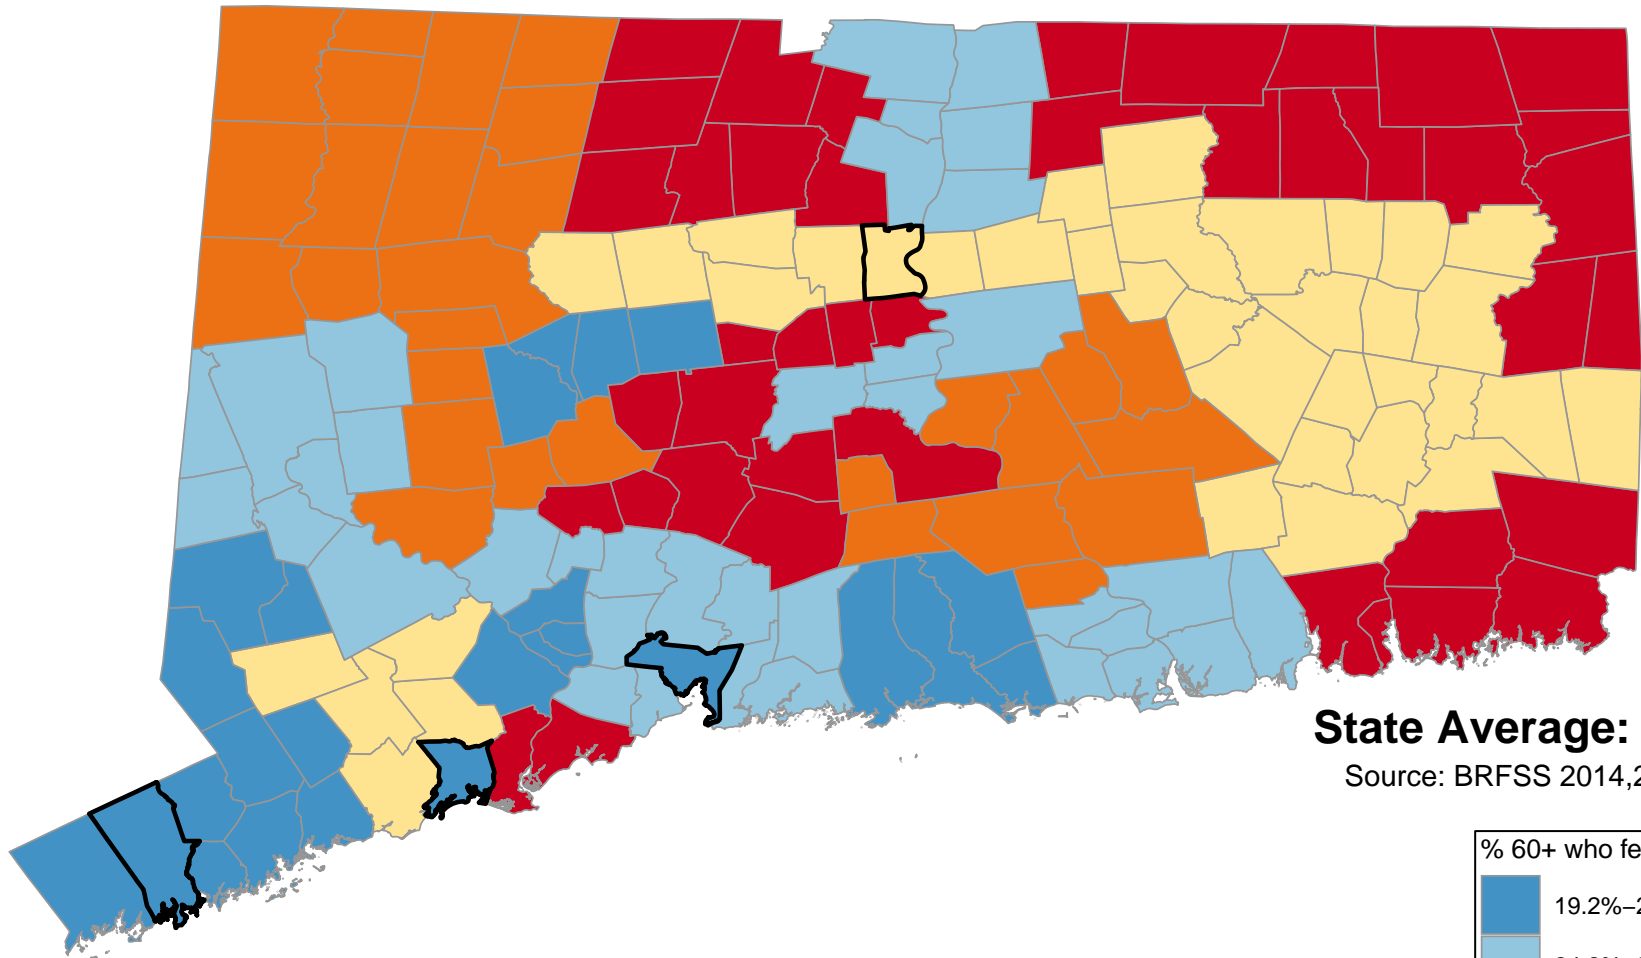 State Average:
Source: BRFSS 2014,2
% 60+ who fe
19.2%–2